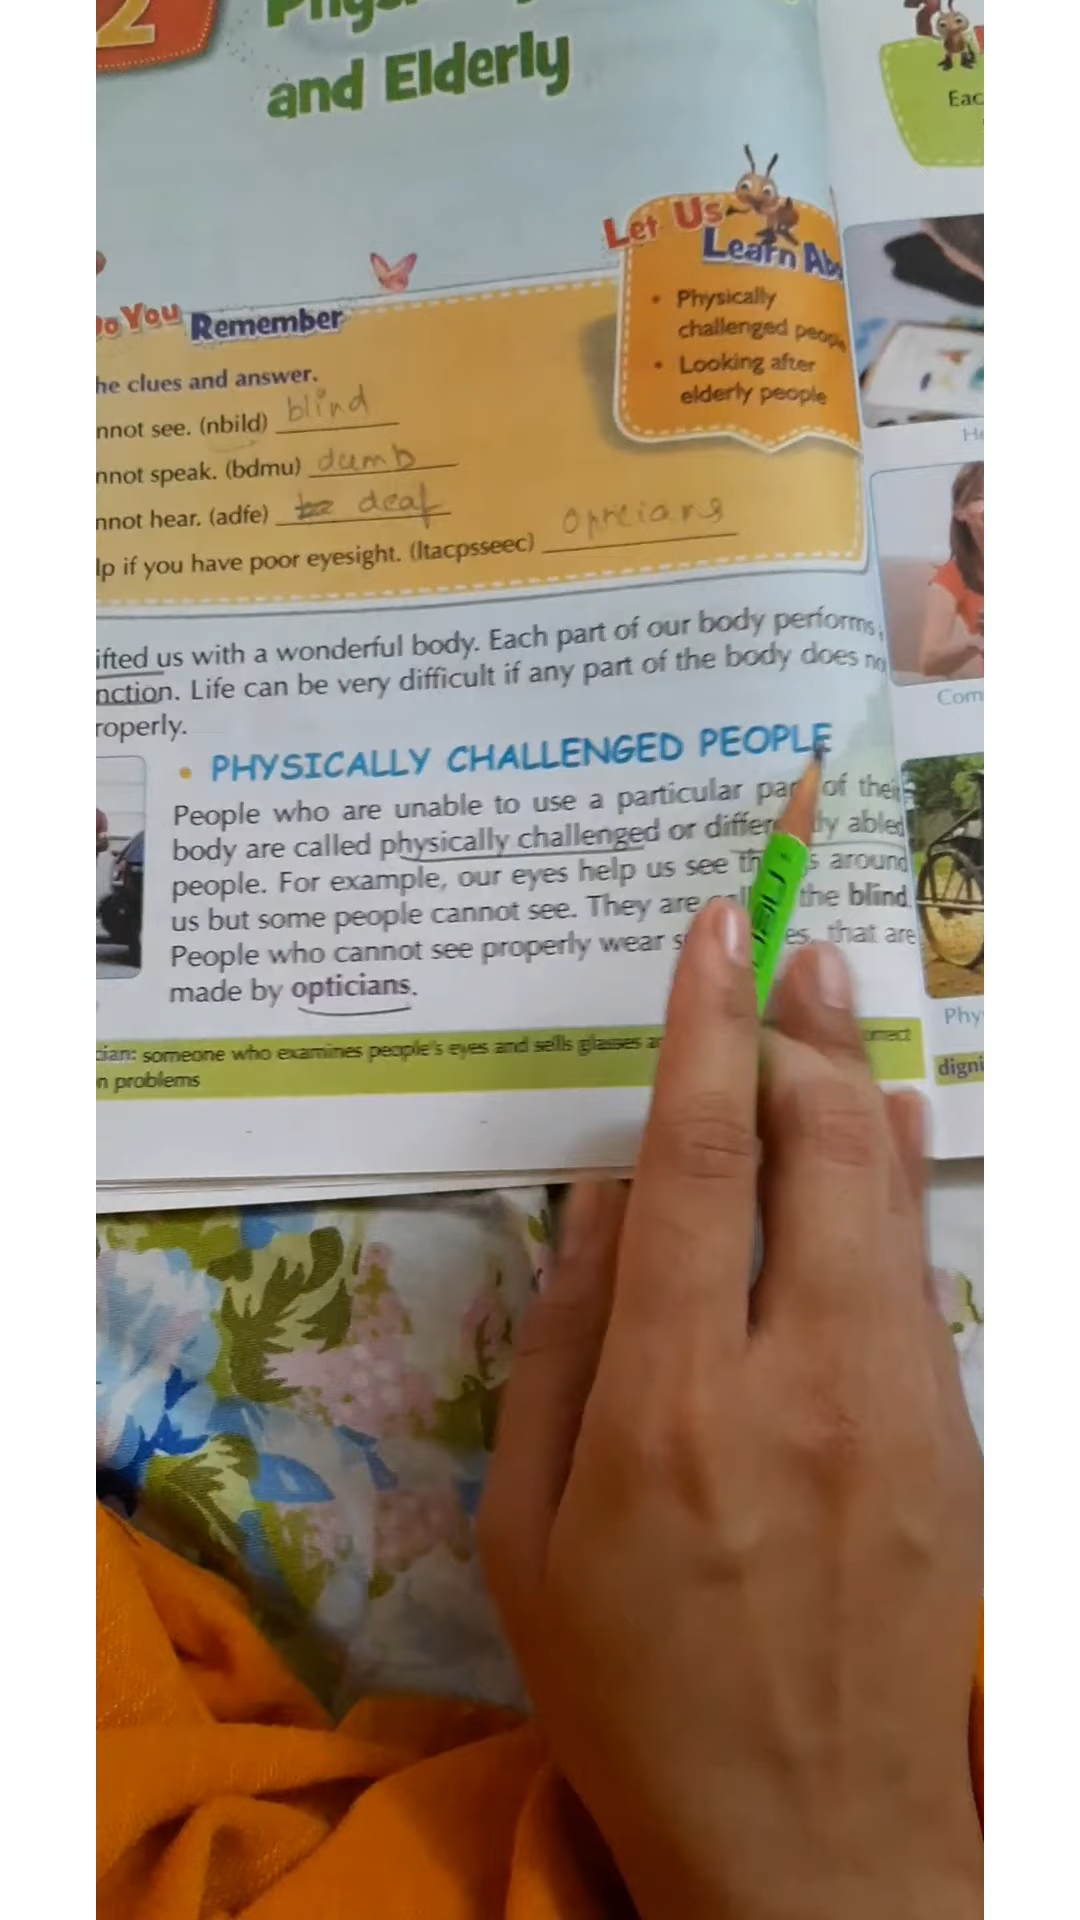 2
and Elderly
Eac
Let Us
Learn Ab
• Physically
challenged people
• Looking after
elderly people
Do You Remember
he clues and answer.
nnot see. (nbild) blind
nnot speak. (bdmu) dumb
nnot hear. (adfe) deaf
lp if you have poor eyesight. (ltacpsseec) opticians
ifted us with a wonderful body. Each part of our body performs
nction. Life can be very difficult if any part of the body does no
roperly.
• PHYSICALLY CHALLENGED PEOPLE
People who are unable to use a particular par of their
body are called physically challenged or differ ly abled
people. For example, our eyes help us see th s around
us but some people cannot see. They are the blind.
People who cannot see properly wear s es, that are
made by opticians.
cian: someone who examines people's eyes and sells glasses orrect
n problems
He
Com
Phy
digni